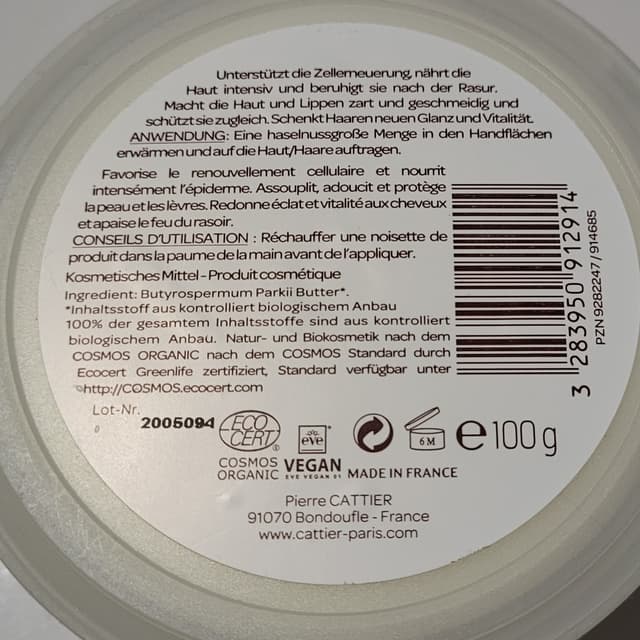 Unterstützt die Zellerneuerung, nährt die
Haut intensiv und beruhigt sie nach der Rasur.
Macht die Haut und Lippen zart und geschmeidig und
schützt sie zugleich. Schenkt Haaren neuen Glanz und Vitalität.
ANWENDUNG: Eine haselnussgroße Menge in den Handflächen
erwärmen und auf die Haut/Haare auftragen.
Favorise le renouvellement cellulaire et nourrit
intensément l'épiderme. Assouplit, adoucit et protège
la peau et les lèvres. Redonne éclat et vitalité aux cheveux
et apaise le feu du rasoir.
CONSEILS D'UTILISATION : Réchauffer une noisette de
produit dans la paume de la main avant de l'appliquer.
Kosmetisches Mittel - Produit cosmétique
Ingredient: Butyrospermum Parkii Butter*.
*Inhaltsstoff aus kontrolliert biologischem Anbau
100% der gesamten Inhaltsstoffe sind aus kontrolliert
biologischem Anbau. Natur- und Biokosmetik nach dem
COSMOS ORGANIC nach dem COSMOS Standard durch
Ecocert Greenlife zertifiziert, Standard verfügbar unter
http://COSMOS.ecocert.com
3 283950 912914
PZN 9282247 / 914685
Lot-Nr.
2005094
ECO CERT
COSMOS ORGANIC
eve
VEGAN
EVE VEGAN 01
6 M
e 100 g
MADE IN FRANCE
Pierre CATTIER
91070 Bondoufle - France
www.cattier-paris.com